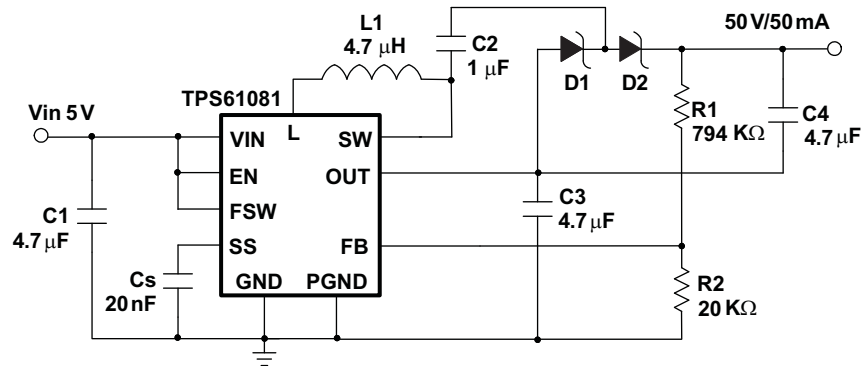 L1
4.7 μH
C2
1 μF
50 V/50 mA
D1
D2
TPS61081
R1
794 KΩ
C4
4.7 μF
Vin 5 V
VIN
L
SW
EN
OUT
FSW
C1
4.7 μF
C3
4.7 μF
SS
FB
Cs
20 nF
GND
PGND
R2
20 KΩ